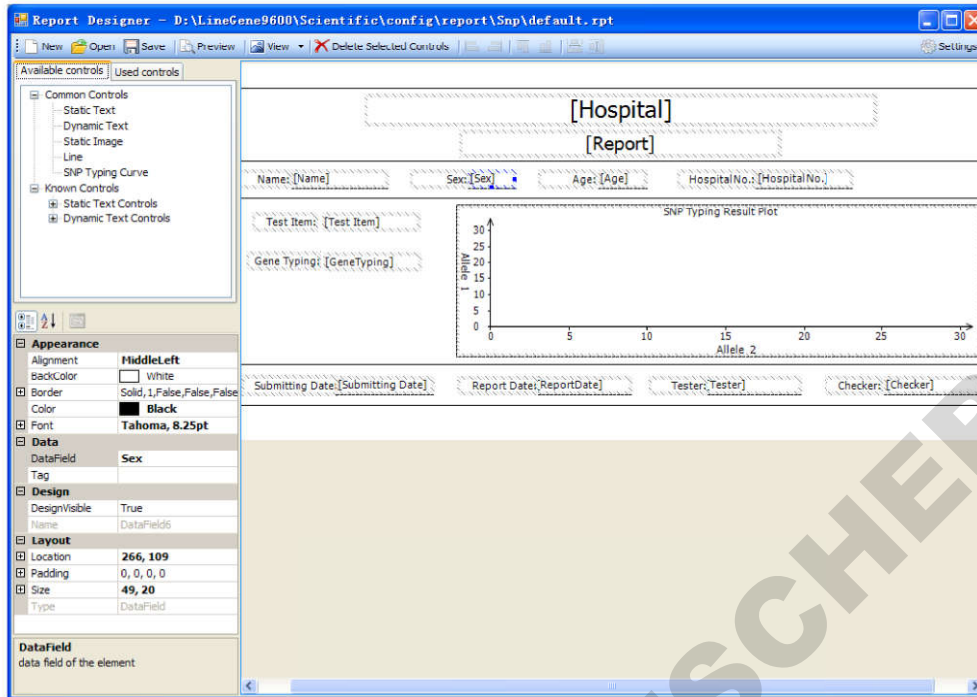 Report Designer - D:\LineGene9600\Scientific\config\report\Snp\default.rpt
New Open Save Preview View Delete Selected Controls Settings
Available controls Used controls
Common Controls
Static Text
Dynamic Text
Static Image
Line
SNP Typing Curve
Known Controls
Static Text Controls
Dynamic Text Controls
Appearance
Alignment MiddleLeft
BackColor White
Border Solid,1,False,False,False
Color Black
Font Tahoma, 8.25pt
Data
DataField Sex
Tag
Design
DesignVisible True
Name DataField6
Layout
Location 266, 109
Padding 0, 0, 0, 0
Size 49, 20
Type DataField
DataField
data field of the element
[Hospital]
[Report]
Name: [Name] Sex: [Sex] Age: [Age] HospitalNo.: [HospitalNo.]
Test Item: [Test Item]
Gene Typing: [GeneTyping]
SNP Typing Result Plot
Allele 1
30
25
20
15
10
5
0
0 5 10 15 20 25 30
Allele 2
Submitting Date: [Submitting Date] Report Date: [ReportDate] Tester: [Tester] Checker: [Checker]